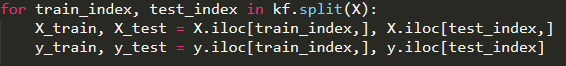 for train_index, test_index in kf.split(X):
    X_train, X_test = X.iloc[train_index,], X.iloc[test_index,]
    y_train, y_test = y.iloc[train_index,], y.iloc[test_index]